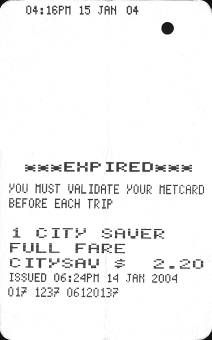 04:16PM 15 JAN 04
***EXPIRED***
YOU MUST VALIDATE YOUR METCARD
BEFORE EACH TRIP
1 CITY SAVER
FULL FARE
CITYSAV $ 2.20
ISSUED 06:24PM 14 JAN 2004
017 1237 06120137